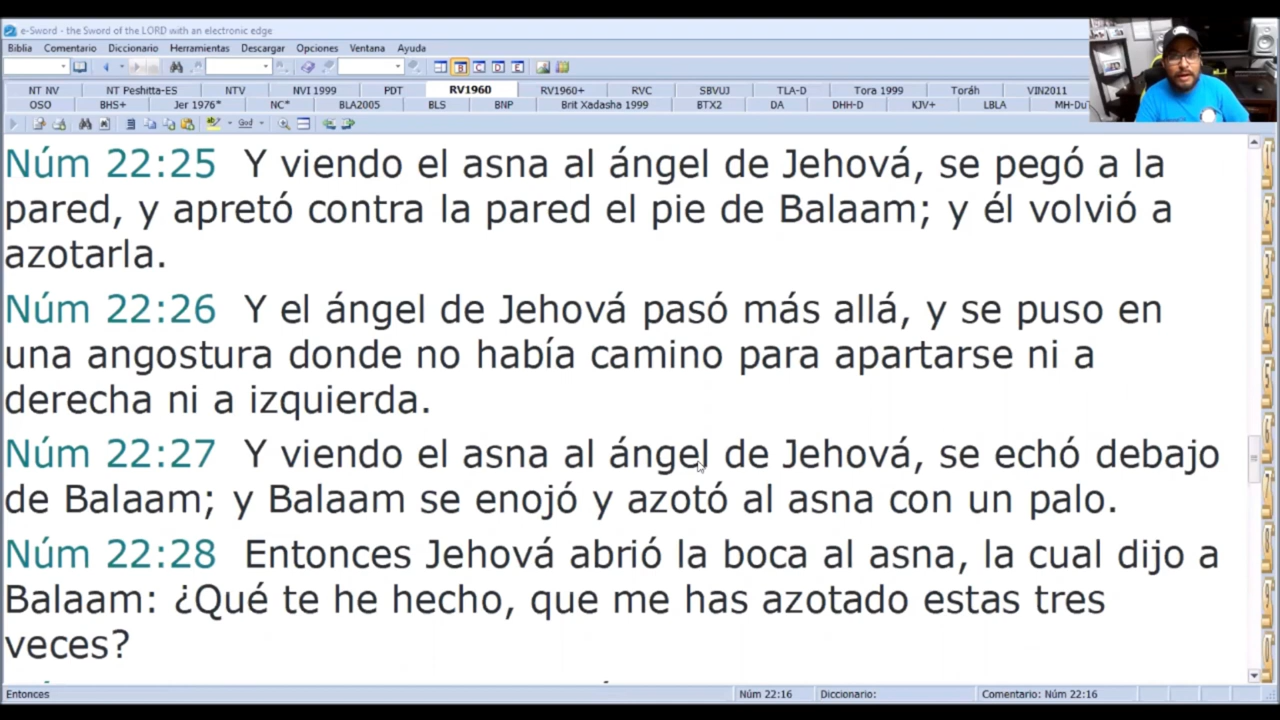 e-Sword - the Sword of the LORD with an electronic edge
Biblia Comentario Diccionario Herramientas Descargar Opciones Ventana Ayuda
B C D E
NT NV NT Peshitta-ES NTV NVI 1999 PDT RV1960 RV1960+ RVC SBVUJ TLA-D Tora 1999 Toráh VIN2011
OSO BHS+ Jer 1976* NC* BLA2005 BLS BNP Brit Xadasha 1999 BTX2 DA DHH-D KJV+ LBLA MH-DuT
God
Núm 22:25 Y viendo el asna al ángel de Jehová, se pegó a la
pared, y apretó contra la pared el pie de Balaam; y él volvió a
azotarla.
Núm 22:26 Y el ángel de Jehová pasó más allá, y se puso en
una angostura donde no había camino para apartarse ni a
derecha ni a izquierda.
Núm 22:27 Y viendo el asna al ángel de Jehová, se echó debajo
de Balaam; y Balaam se enojó y azotó al asna con un palo.
Núm 22:28 Entonces Jehová abrió la boca al asna, la cual dijo a
Balaam: ¿Qué te he hecho, que me has azotado estas tres
veces?
Entonces Núm 22:16 Diccionario: Comentario: Núm 22:16